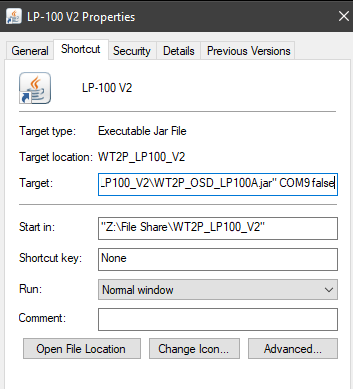 LP-100 V2 Properties
General Shortcut Security Details Previous Versions
LP-100 V2
Target type: Executable Jar File
Target location: WT2P_LP100_V2
Target: _P100_V2\WT2P_OSD_LP100A.jar" COM9 false
Start in: "Z:\File Share\WT2P_LP100_V2"
Shortcut key: None
Run: Normal window
Comment:
Open File Location Change Icon... Advanced...